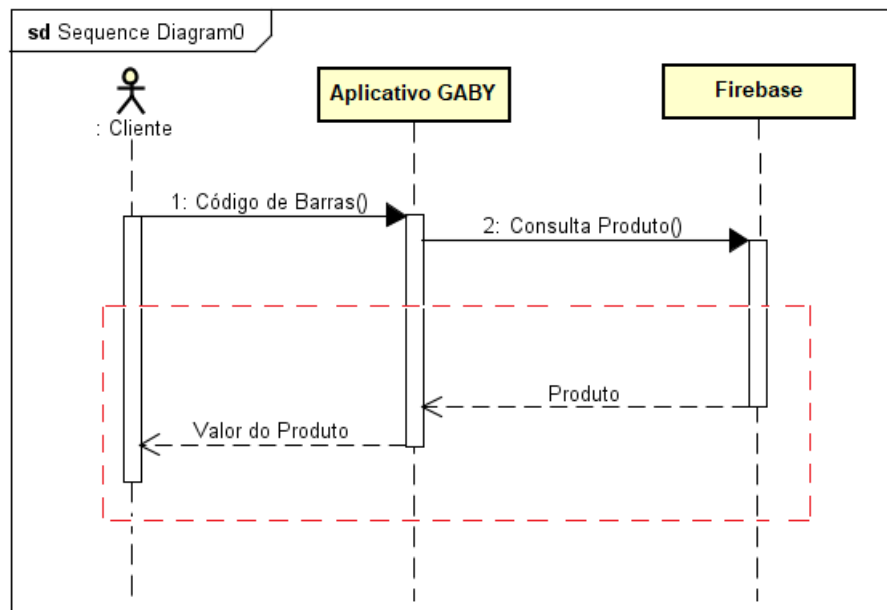 sd Sequence Diagram0
: Cliente
Aplicativo GABY
Firebase
1: Código de Barras()
2: Consulta Produto()
Produto
Valor do Produto